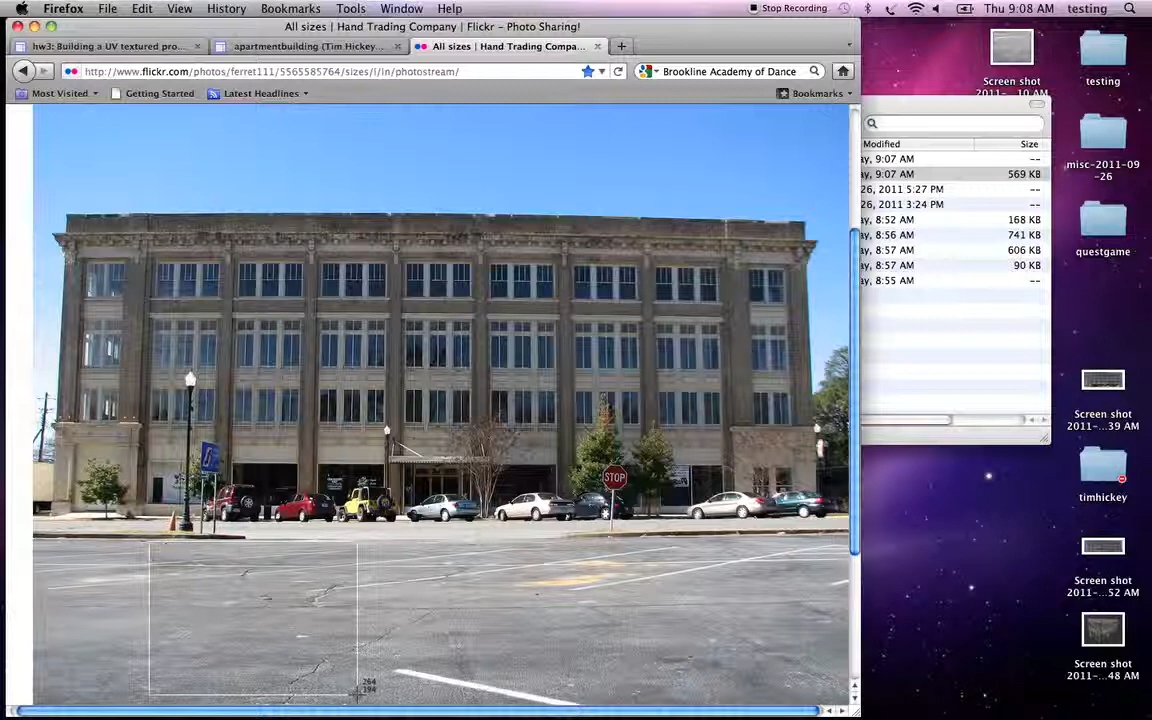 Firefox File Edit View History Bookmarks Tools Window Help Stop Recording Thu 9:08 AM testing
All sizes | Hand Trading Company | Flickr – Photo Sharing!
hw3: Building a UV textured pro... apartmentbuilding (Tim Hickey... All sizes | Hand Trading Compa...
http://www.flickr.com/photos/ferret111/5565585764/sizes/l/in/photostream/ Brookline Academy of Dance
Most Visited Getting Started Latest Headlines Bookmarks
Screen shot
2011-... 10 AM
testing
Modified Size
ay, 9:07 AM --
ay, 9:07 AM 569 KB
26, 2011 5:27 PM --
26, 2011 3:24 PM --
ay, 8:52 AM 168 KB
ay, 8:56 AM 741 KB
ay, 8:57 AM 606 KB
ay, 8:57 AM 90 KB
ay, 8:55 AM --
misc-2011-09
-26
questgame
Screen shot
2011-...39 AM
timhickey
Screen shot
2011-...52 AM
Screen shot
2011-...48 AM
STOP
264
194